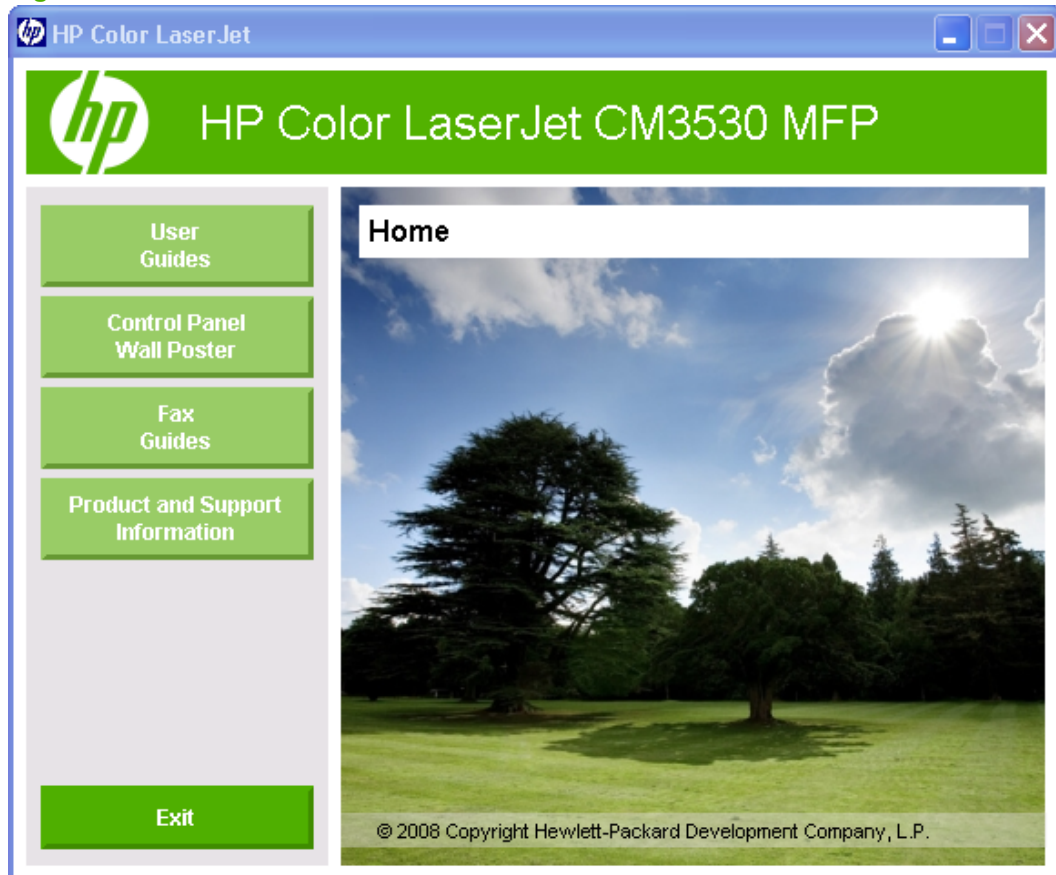 HP Color LaserJet
hp
HP Color LaserJet CM3530 MFP
User
Guides
Control Panel
Wall Poster
Fax
Guides
Product and Support
Information
Exit
Home
© 2008 Copyright Hewlett-Packard Development Company, L.P.